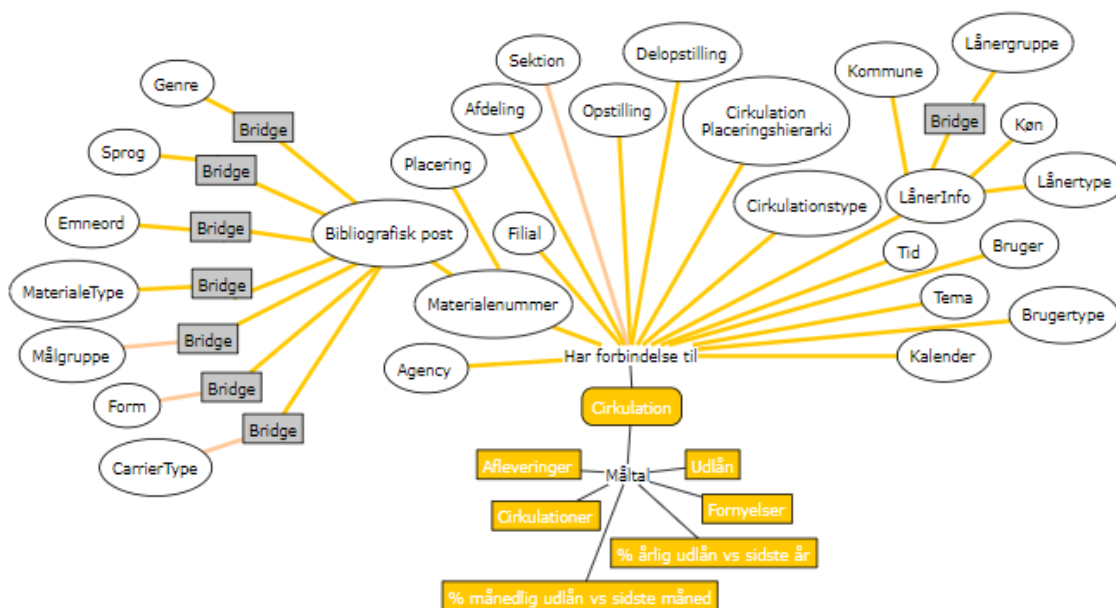 Sektion
Delopstilling
Lånergruppe
Genre
Afdeling
Opstilling
Kommune
Cirkulation
Placeringshierarki
Bridge
Bridge
Køn
Sprog
Bridge
Placering
LånerInfo
Lånertype
Cirkulationstype
Emneord
Bridge
Bibliografisk post
Filial
Tid
Bruger
MaterialeType
Bridge
Materialenummer
Tema
Brugertype
Målgruppe
Bridge
Agency
Har forbindelse til
Kalender
Form
Bridge
Cirkulation
Bridge
CarrierType
Afleveringer
Måltal
Udlån
Cirkulationer
Fornyelser
% årlig udlån vs sidste år
% månedlig udlån vs sidste måned